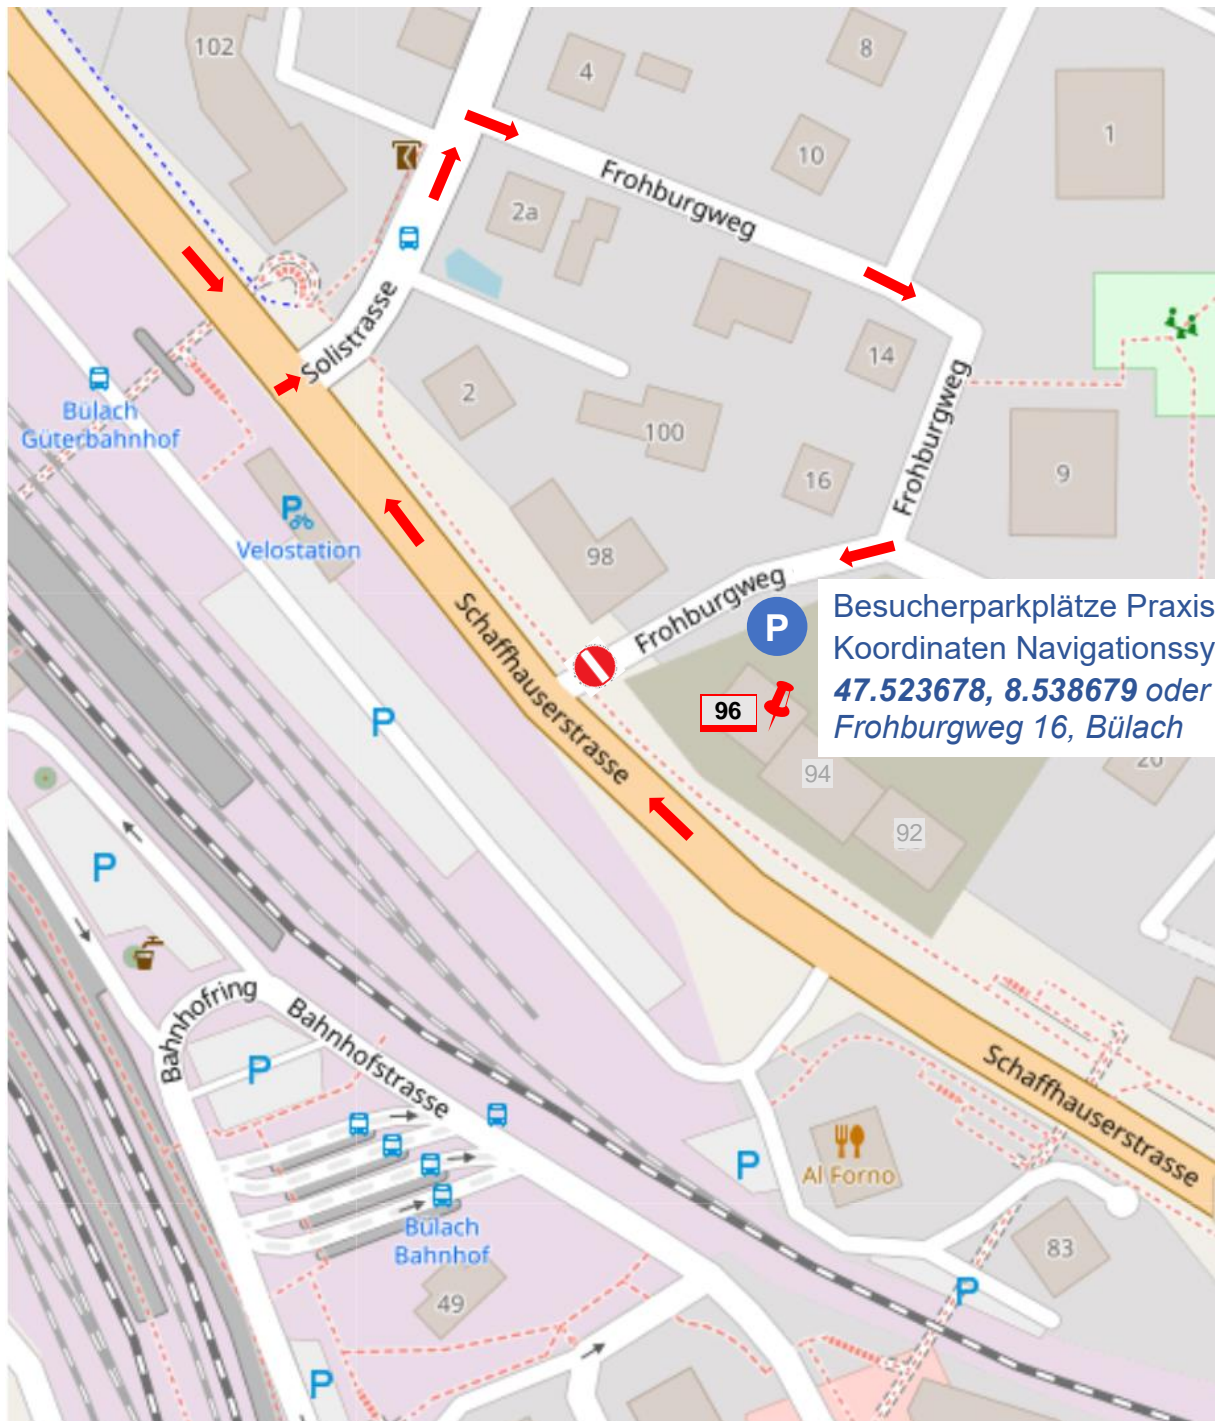 102
4
8
1
10
2a
Frohburgweg
Solistrasse
2
14
100
16
9
Frohburgweg
Bülach
Güterbahnhof
P
Velostation
98
Frohburgweg
Schaffhauserstrasse
P
Besucherparkplätze Praxis
Koordinaten Navigationssy
47.523678, 8.538679 oder
Frohburgweg 16, Bülach
96
94
92
P
P
Bahnhofring
Bahnhofstrasse
P
Schaffhauserstrasse
P
Al Forno
Bülach
Bahnhof
83
49
P
P